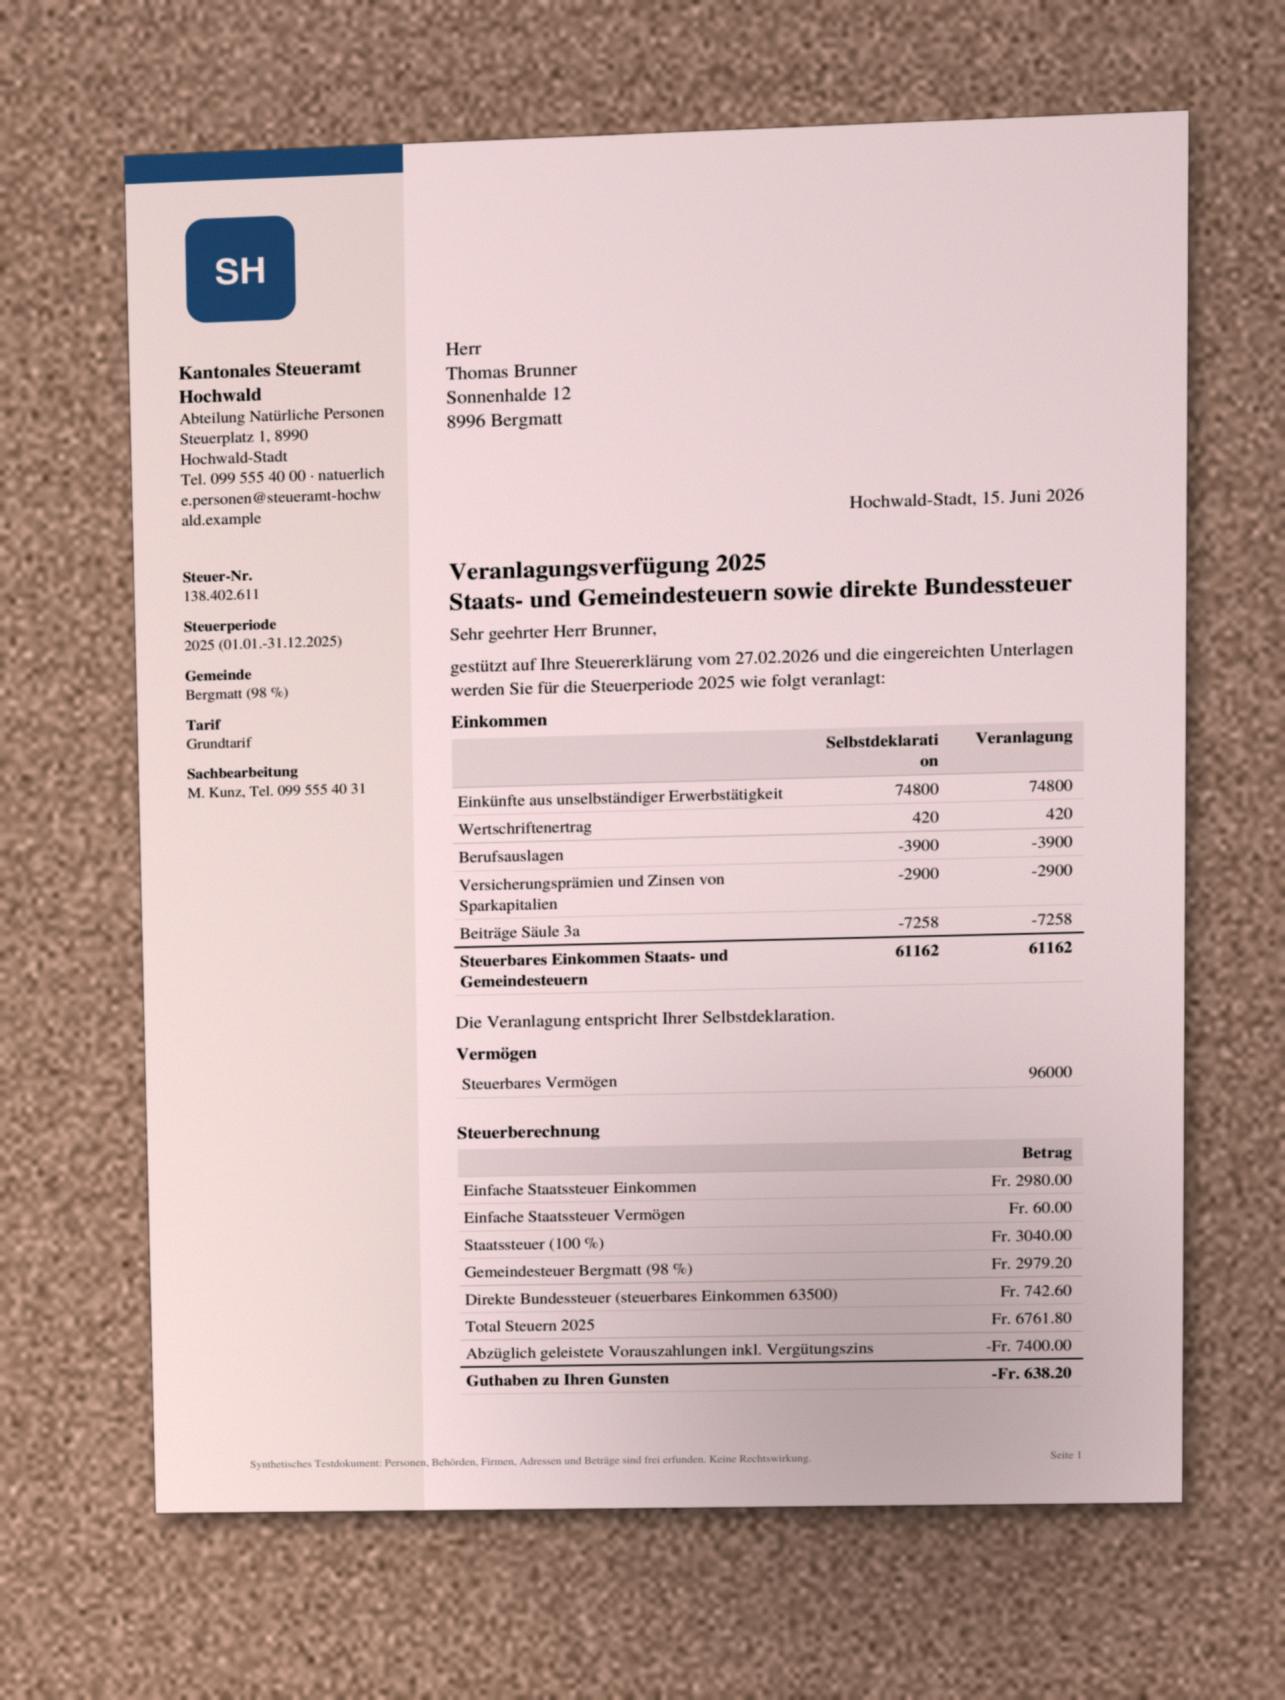 SH
Kantonales Steueramt
Hochwald
Abteilung Natürliche Personen
Steuerplatz 1, 8990
Hochwald-Stadt
Tel. 099 555 40 00 · natuerlich
e.personen@steueramt-hochw
ald.example
Steuer-Nr.
138.402.611
Steuerperiode
2025 (01.01.-31.12.2025)
Gemeinde
Bergmatt (98 %)
Tarif
Grundtarif
Sachbearbeitung
M. Kunz, Tel. 099 555 40 31
Herr
Thomas Brunner
Sonnenhalde 12
8996 Bergmatt
Hochwald-Stadt, 15. Juni 2026
Veranlagungsverfügung 2025
Staats- und Gemeindesteuern sowie direkte Bundessteuer
Sehr geehrter Herr Brunner,
gestützt auf Ihre Steuererklärung vom 27.02.2026 und die eingereichten Unterlagen
werden Sie für die Steuerperiode 2025 wie folgt veranlagt:
Einkommen
Selbstdeklarati Veranlagung
on
Einkünfte aus unselbständiger Erwerbstätigkeit 74800 74800
Wertschriftenertrag 420 420
Berufsauslagen -3900 -3900
Versicherungsprämien und Zinsen von -2900 -2900
Sparkapitalien
Beiträge Säule 3a -7258 -7258
Steuerbares Einkommen Staats- und 61162 61162
Gemeindesteuern
Die Veranlagung entspricht Ihrer Selbstdeklaration.
Vermögen
Steuerbares Vermögen 96000
Steuerberechnung
Betrag
Einfache Staatssteuer Einkommen Fr. 2980.00
Einfache Staatssteuer Vermögen Fr. 60.00
Staatssteuer (100 %) Fr. 3040.00
Gemeindesteuer Bergmatt (98 %) Fr. 2979.20
Direkte Bundessteuer (steuerbares Einkommen 63500) Fr. 742.60
Total Steuern 2025 Fr. 6761.80
Abzüglich geleistete Vorauszahlungen inkl. Vergütungszins -Fr. 7400.00
Guthaben zu Ihren Gunsten -Fr. 638.20
Synthetisches Testdokument: Personen, Behörden, Firmen, Adressen und Beträge sind frei erfunden. Keine Rechtswirkung. Seite 1